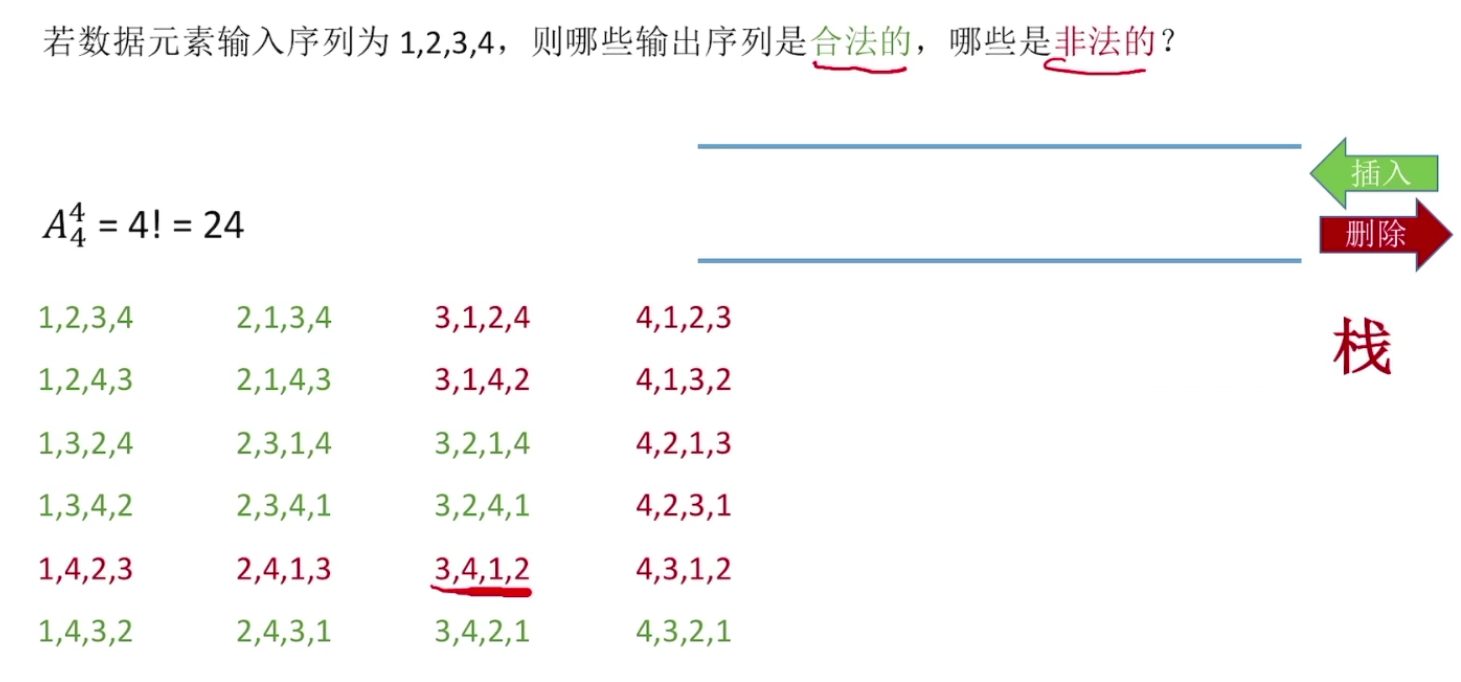 若数据元素输入序列为 1,2,3,4，则哪些输出序列是合法的，哪些是非法的？
插入
删除
A₄⁴ = 4! = 24
栈
1,2,3,4 2,1,3,4 3,1,2,4 4,1,2,3
1,2,4,3 2,1,4,3 3,1,4,2 4,1,3,2
1,3,2,4 2,3,1,4 3,2,1,4 4,2,1,3
1,3,4,2 2,3,4,1 3,2,4,1 4,2,3,1
1,4,2,3 2,4,1,3 3,4,1,2 4,3,1,2
1,4,3,2 2,4,3,1 3,4,2,1 4,3,2,1